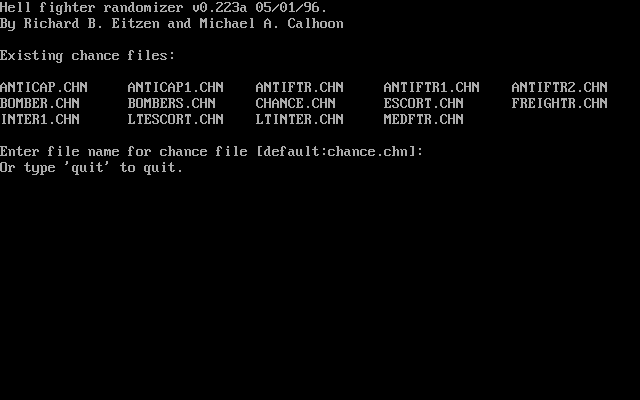 Hell fighter randomizer v0.223a 05/01/96.
By Richard B. Eitzen and Michael A. Calhoon
Existing chance files:
ANTICAP.CHN ANTICAP1.CHN ANTIFTR.CHN ANTIFTR1.CHN ANTIFTR2.CHN
BOMBER.CHN BOMBERS.CHN CHANCE.CHN ESCORT.CHN FREIGHTR.CHN
INTER1.CHN LTESCORT.CHN LTINTER.CHN MEDFTR.CHN
Enter file name for chance file [default:chance.chn]:
Or type 'quit' to quit.